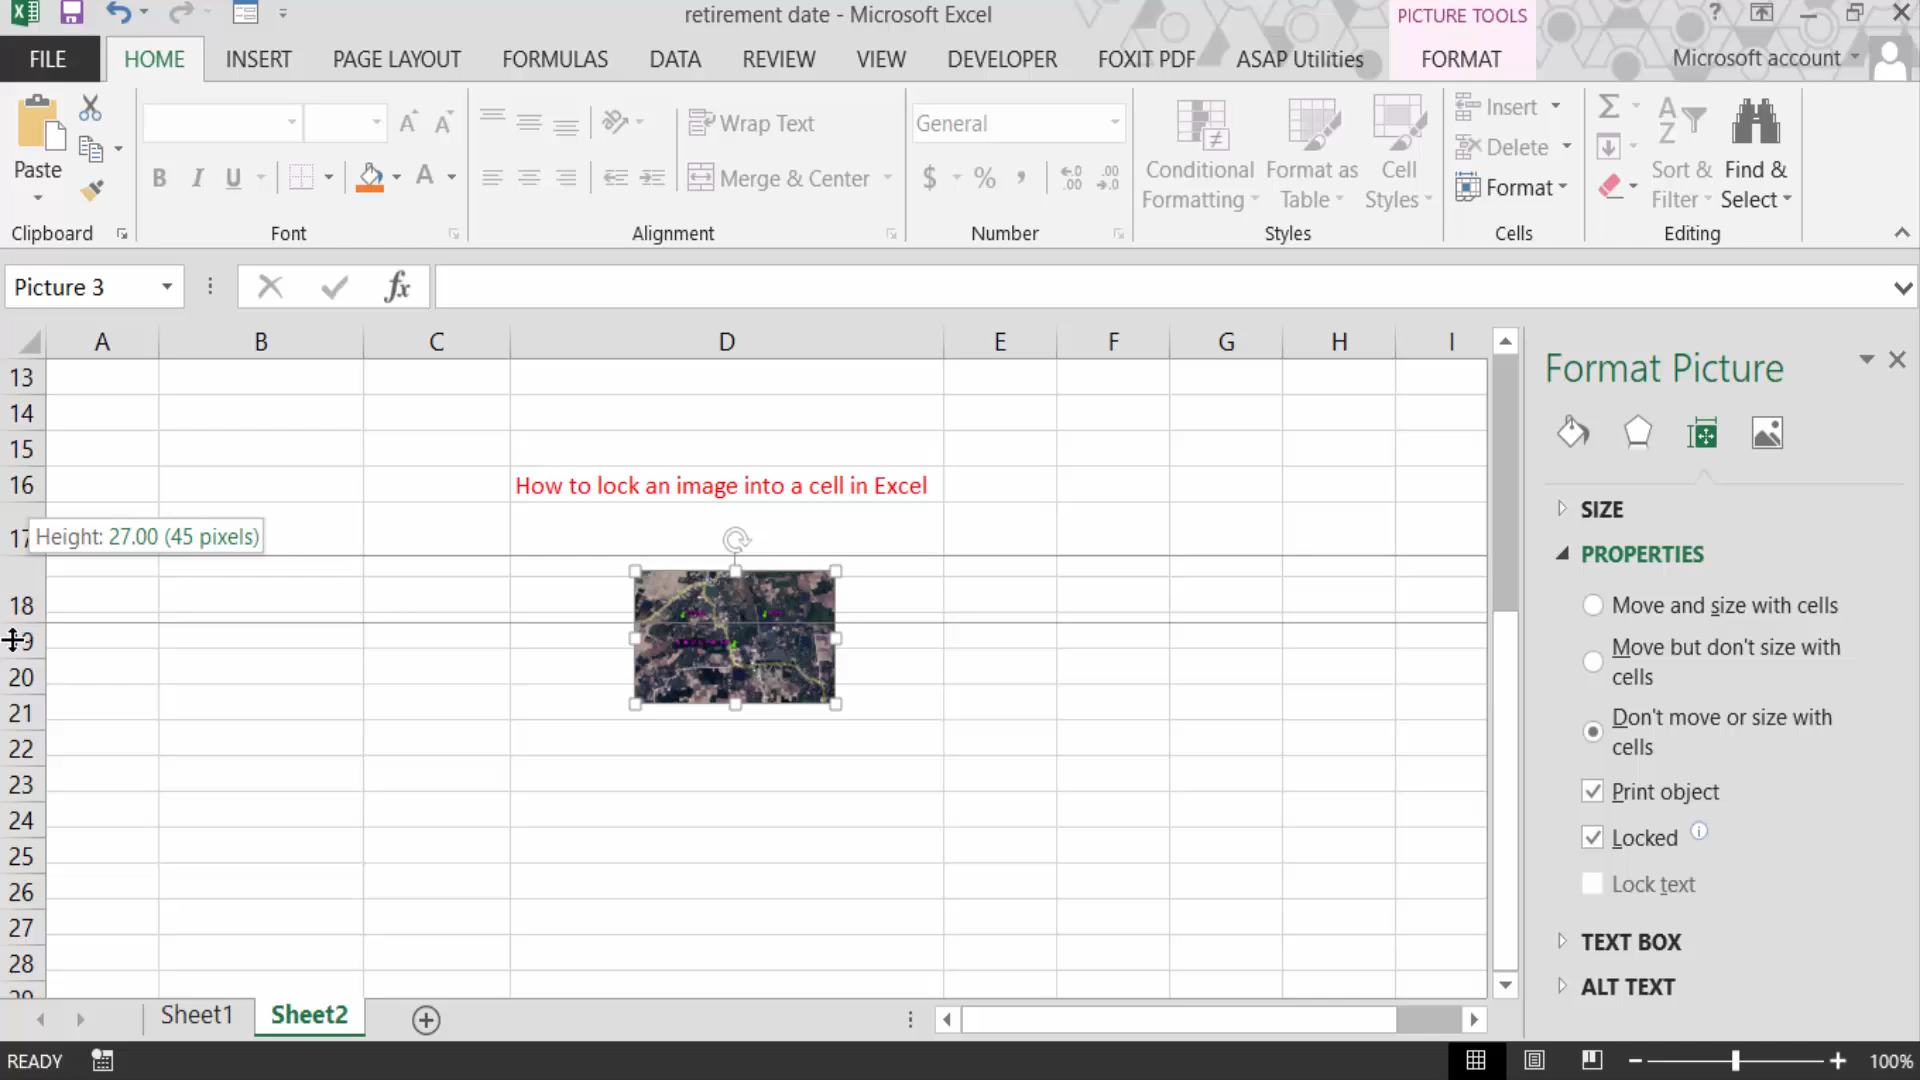 retirement date - Microsoft Excel
PICTURE TOOLS
?
FILE
HOME
INSERT
PAGE LAYOUT
FORMULAS
DATA
REVIEW
VIEW
DEVELOPER
FOXIT PDF
ASAP Utilities
FORMAT
Microsoft account
Paste
Clipboard
B I U
A
Font
Wrap Text
Merge & Center
Alignment
General
$ % ,
Number
Conditional
Formatting
Format as
Table
Cell
Styles
Styles
Insert
Delete
Format
Cells
Sort &
Filter
Find &
Select
Editing
Picture 3
fx
A B C D E F G H I
13
14
15
16 How to lock an image into a cell in Excel
17
Height: 27.00 (45 pixels)
18
19
20
21
22
23
24
25
26
27
28
29
Format Picture
SIZE
PROPERTIES
Move and size with cells
Move but don't size with
cells
Don't move or size with
cells
Print object
Locked
Lock text
TEXT BOX
ALT TEXT
Sheet1
Sheet2
READY
100%